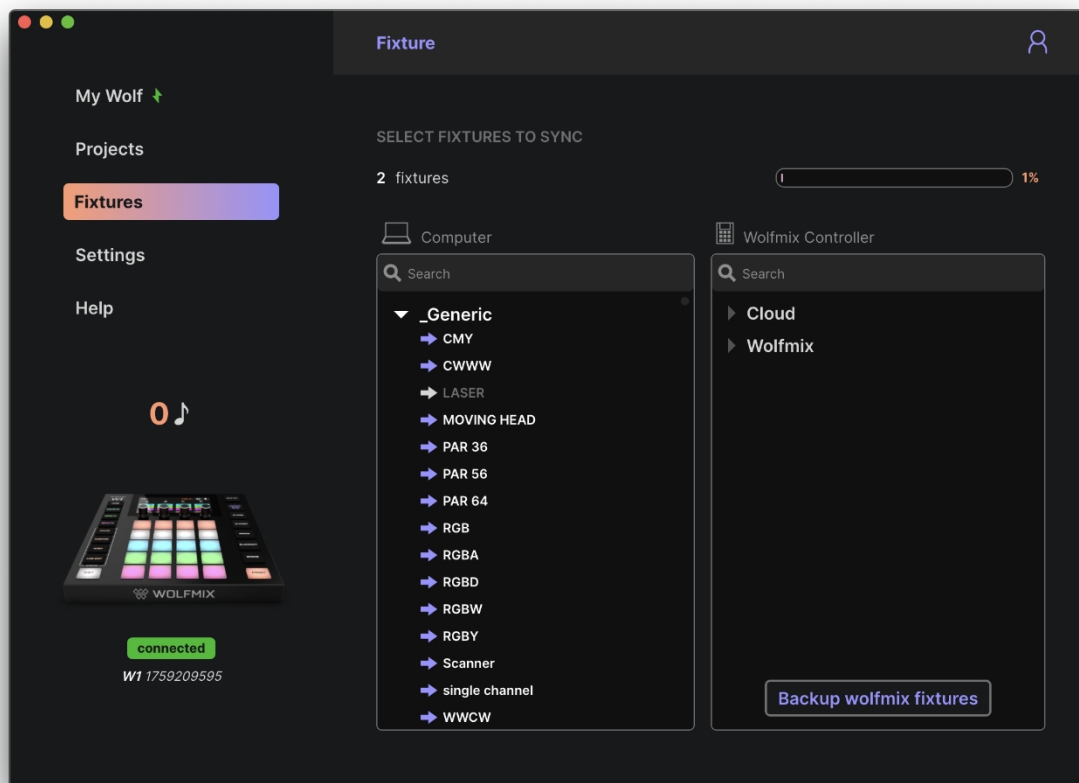 Fixture
My Wolf
Projects
Fixtures
Settings
Help
0
WOLFMIX
connected
W1 1759209595
SELECT FIXTURES TO SYNC
2 fixtures
1%
Computer
Search
_Generic
CMY
CWWW
LASER
MOVING HEAD
PAR 36
PAR 56
PAR 64
RGB
RGBA
RGBD
RGBW
RGBY
Scanner
single channel
WWCW
Wolfmix Controller
Search
Cloud
Wolfmix
Backup wolfmix fixtures